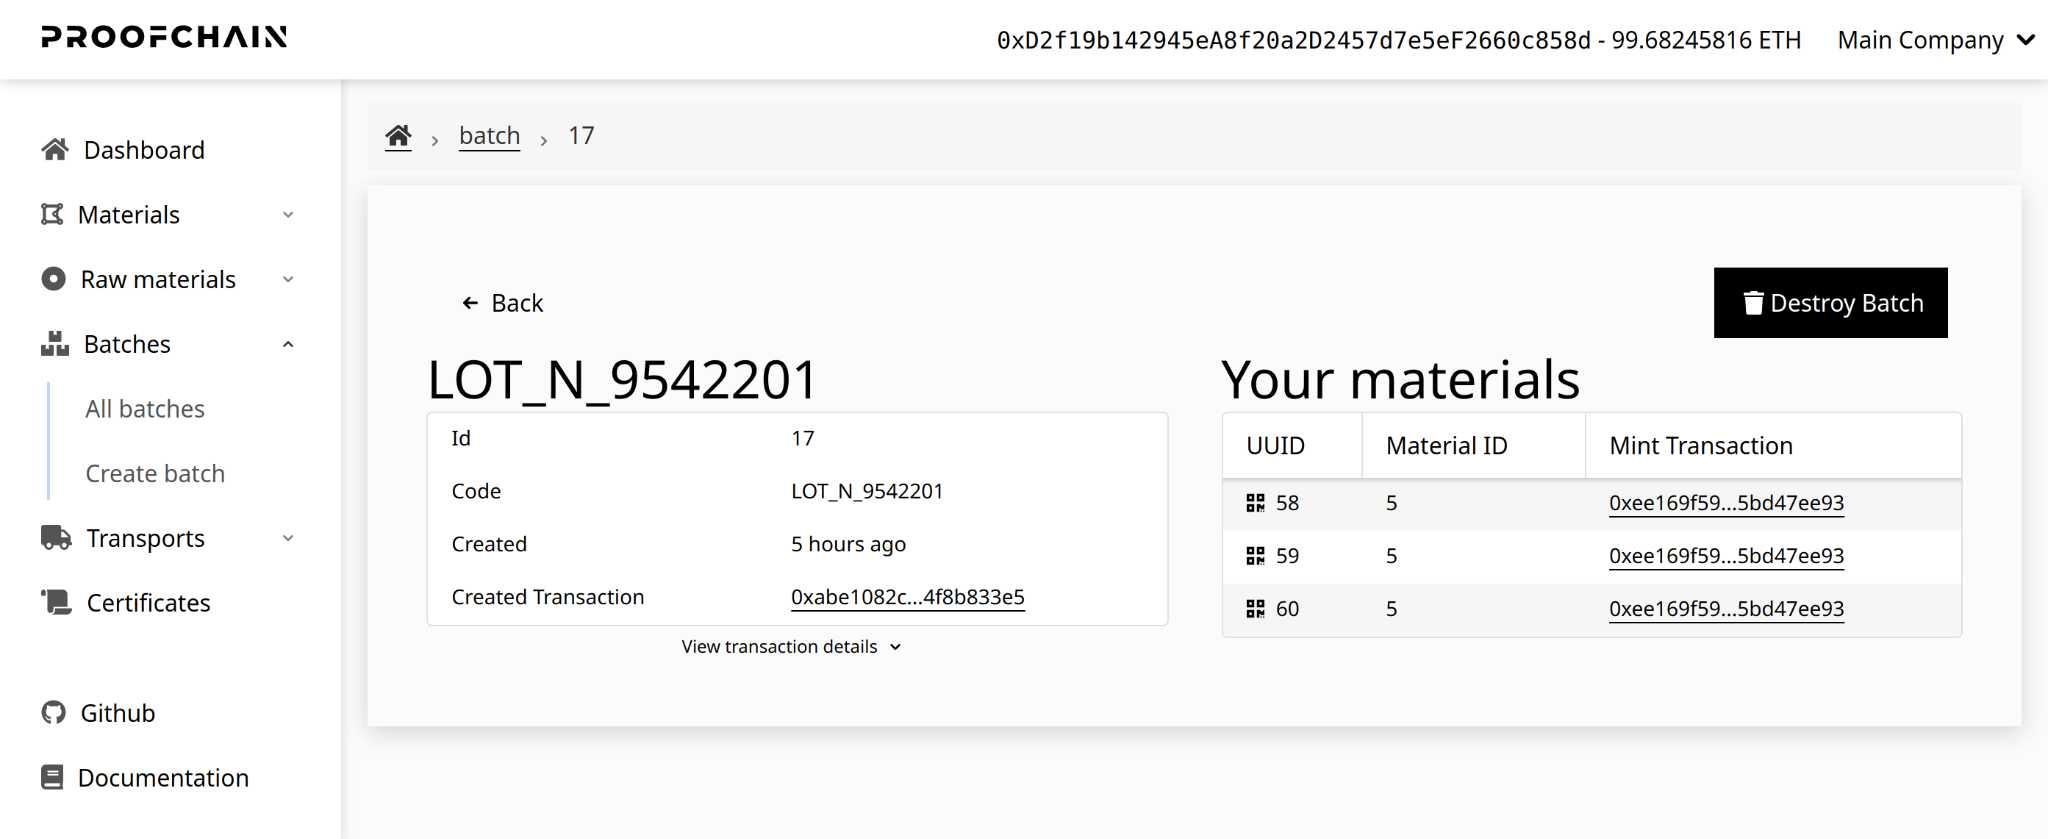 PROOFCHAIN
0xD2f19b142945eA8f20a2D2457d7e5eF2660c858d - 99.68245816 ETH
Main Company
Dashboard
Materials
Raw materials
Batches
All batches
Create batch
Transports
Certificates
Github
Documentation
batch › 17
Back
Destroy Batch
LOT_N_9542201
Id 17
Code LOT_N_9542201
Created 5 hours ago
Created Transaction 0xabe1082c...4f8b833e5
View transaction details
Your materials
UUID Material ID Mint Transaction
58 5 0xee169f59...5bd47ee93
59 5 0xee169f59...5bd47ee93
60 5 0xee169f59...5bd47ee93